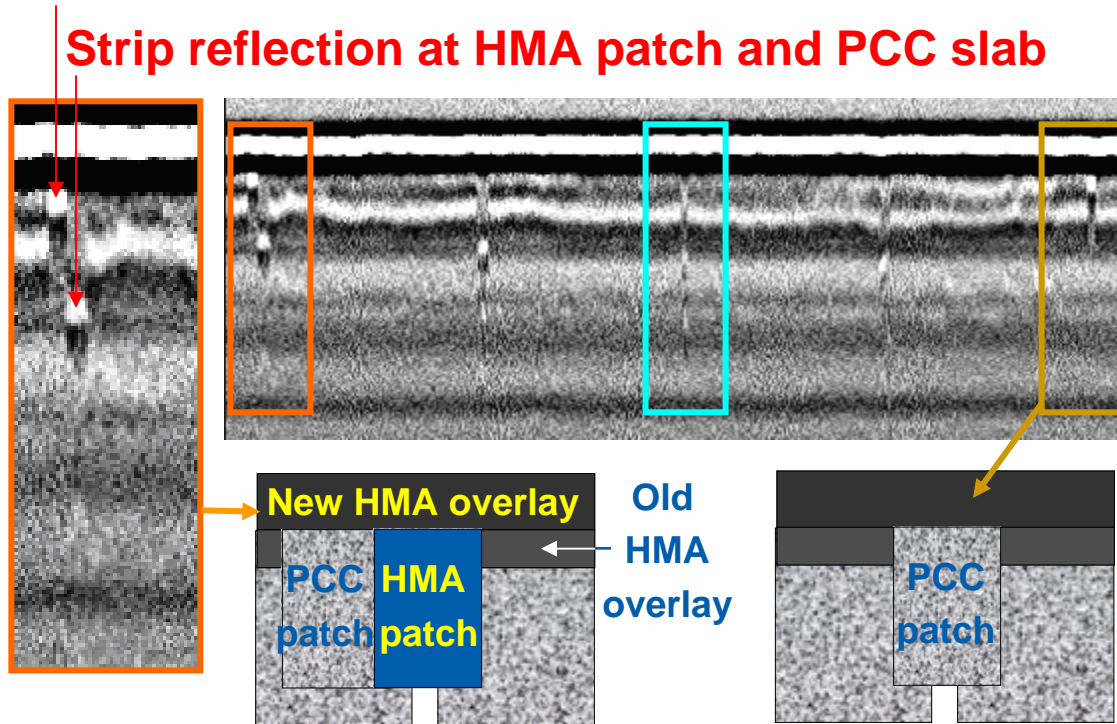 Strip reflection at HMA patch and PCC slab
New HMA overlay
Old
HMA
overlay
PCC
patch
HMA
patch
PCC
patch